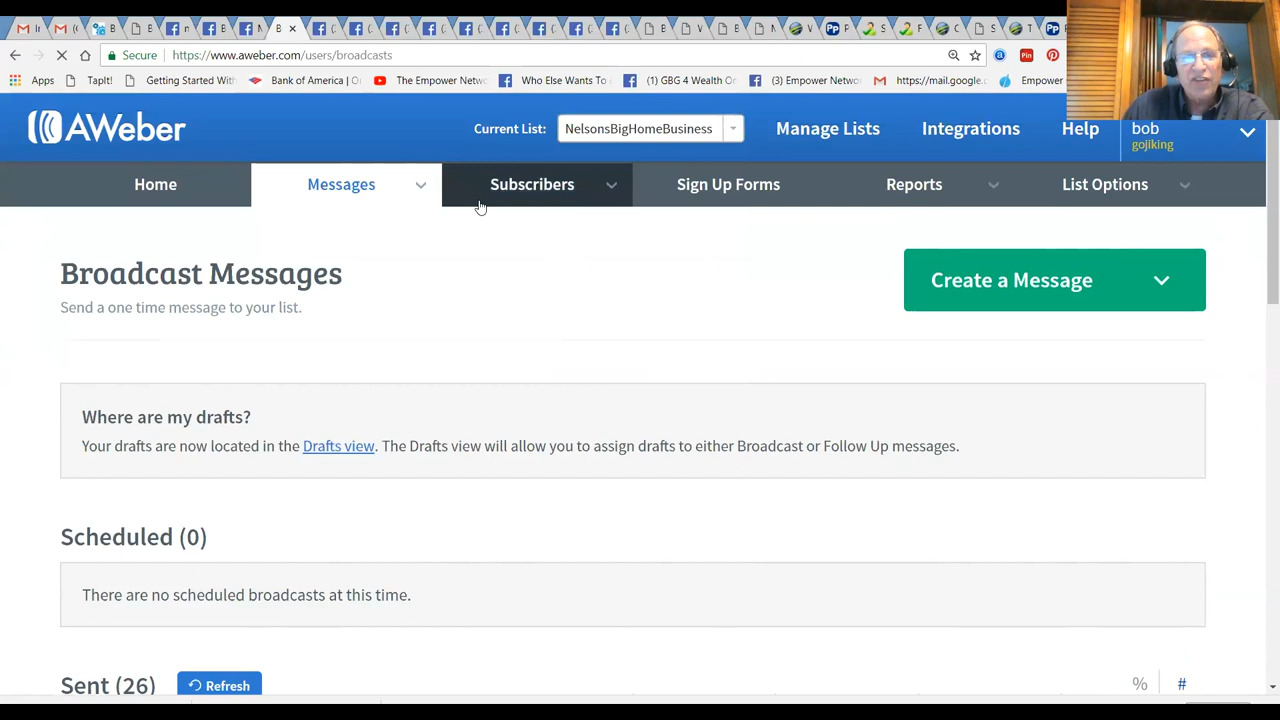 Secure | https://www.aweber.com/users/broadcasts
Apps TapIt! Getting Started With Bank of America | O The Empower Netw Who Else Wants To (1) GBG 4 Wealth On (3) Empower Networ https://mail.google.c Empower
AWeber Current List: NelsonsBigHomeBusiness Manage Lists Integrations Help bob
gojiking
Home Messages Subscribers Sign Up Forms Reports List Options
Broadcast Messages
Create a Message
Send a one time message to your list.
Where are my drafts?
Your drafts are now located in the Drafts view. The Drafts view will allow you to assign drafts to either Broadcast or Follow Up messages.
Scheduled (0)
There are no scheduled broadcasts at this time.
Sent (26) Refresh % #